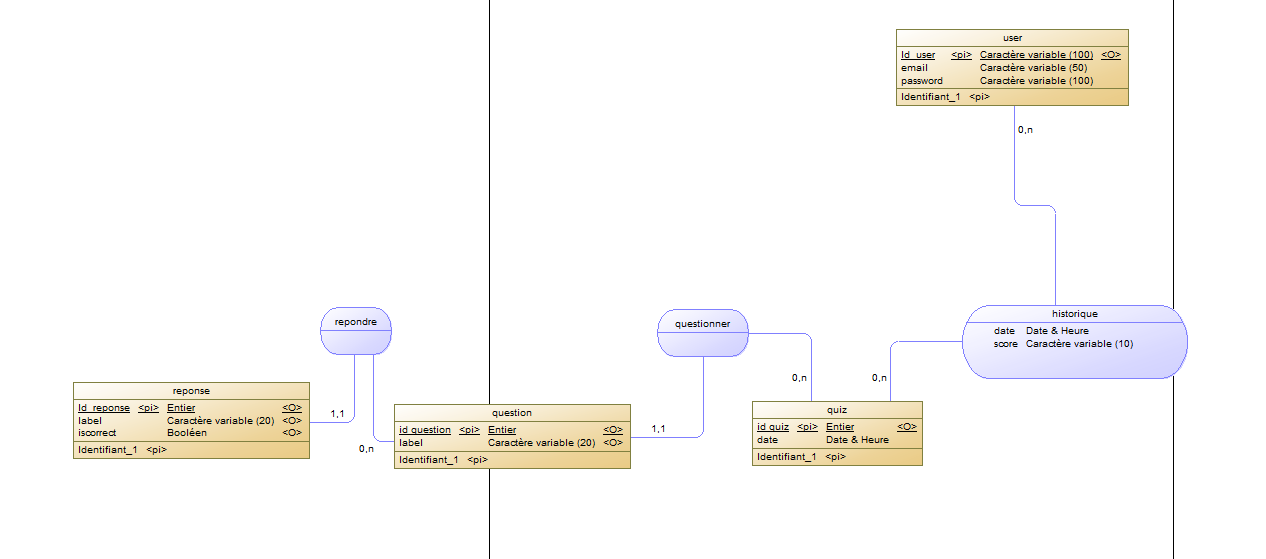 user
Id_user <pi> Caractère variable (100) <O>
email Caractère variable (50)
password Caractère variable (100)
Identifiant_1 <pi>
0,n
historique
date Date & Heure
score Caractère variable (10)
repondre
questionner
0,n
0,n
reponse
Id_reponse <pi> Entier <O>
label Caractère variable (20) <O>
iscorrect Booléen <O>
Identifiant_1 <pi>
1,1
0,n
question
id question <pi> Entier <O>
label Caractère variable (20) <O>
Identifiant_1 <pi>
1,1
quiz
id quiz <pi> Entier <O>
date Date & Heure
Identifiant_1 <pi>